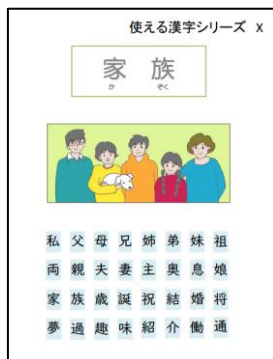 使える漢字シリーズ X
家 族
か ぞく
私 父 母 兄 姉 弟 妹 祖
両 親 夫 妻 主 奥 息 娘
家 族 歳 誕 祝 結 婚 将
夢 過 趣 味 紹 介 働 通